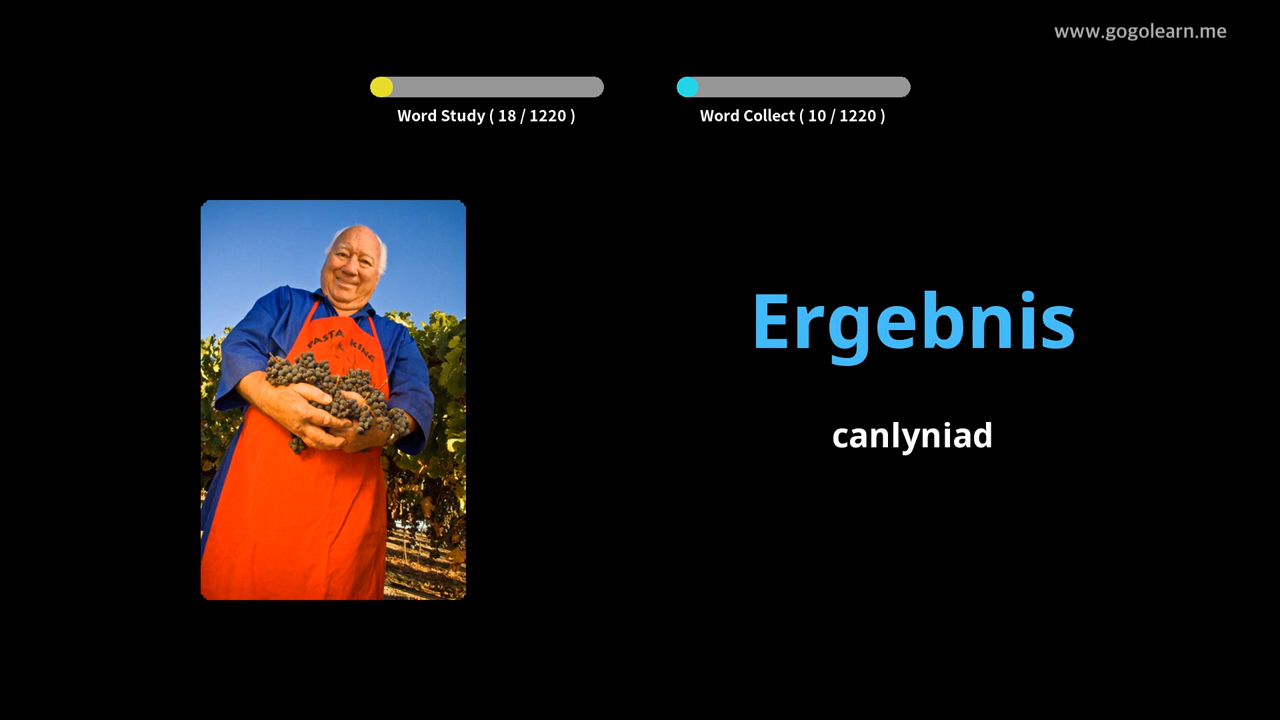 www.gogolearn.me
Word Study ( 18 / 1220 )
Word Collect ( 10 / 1220 )
PASTA KING
Ergebnis
canlyniad